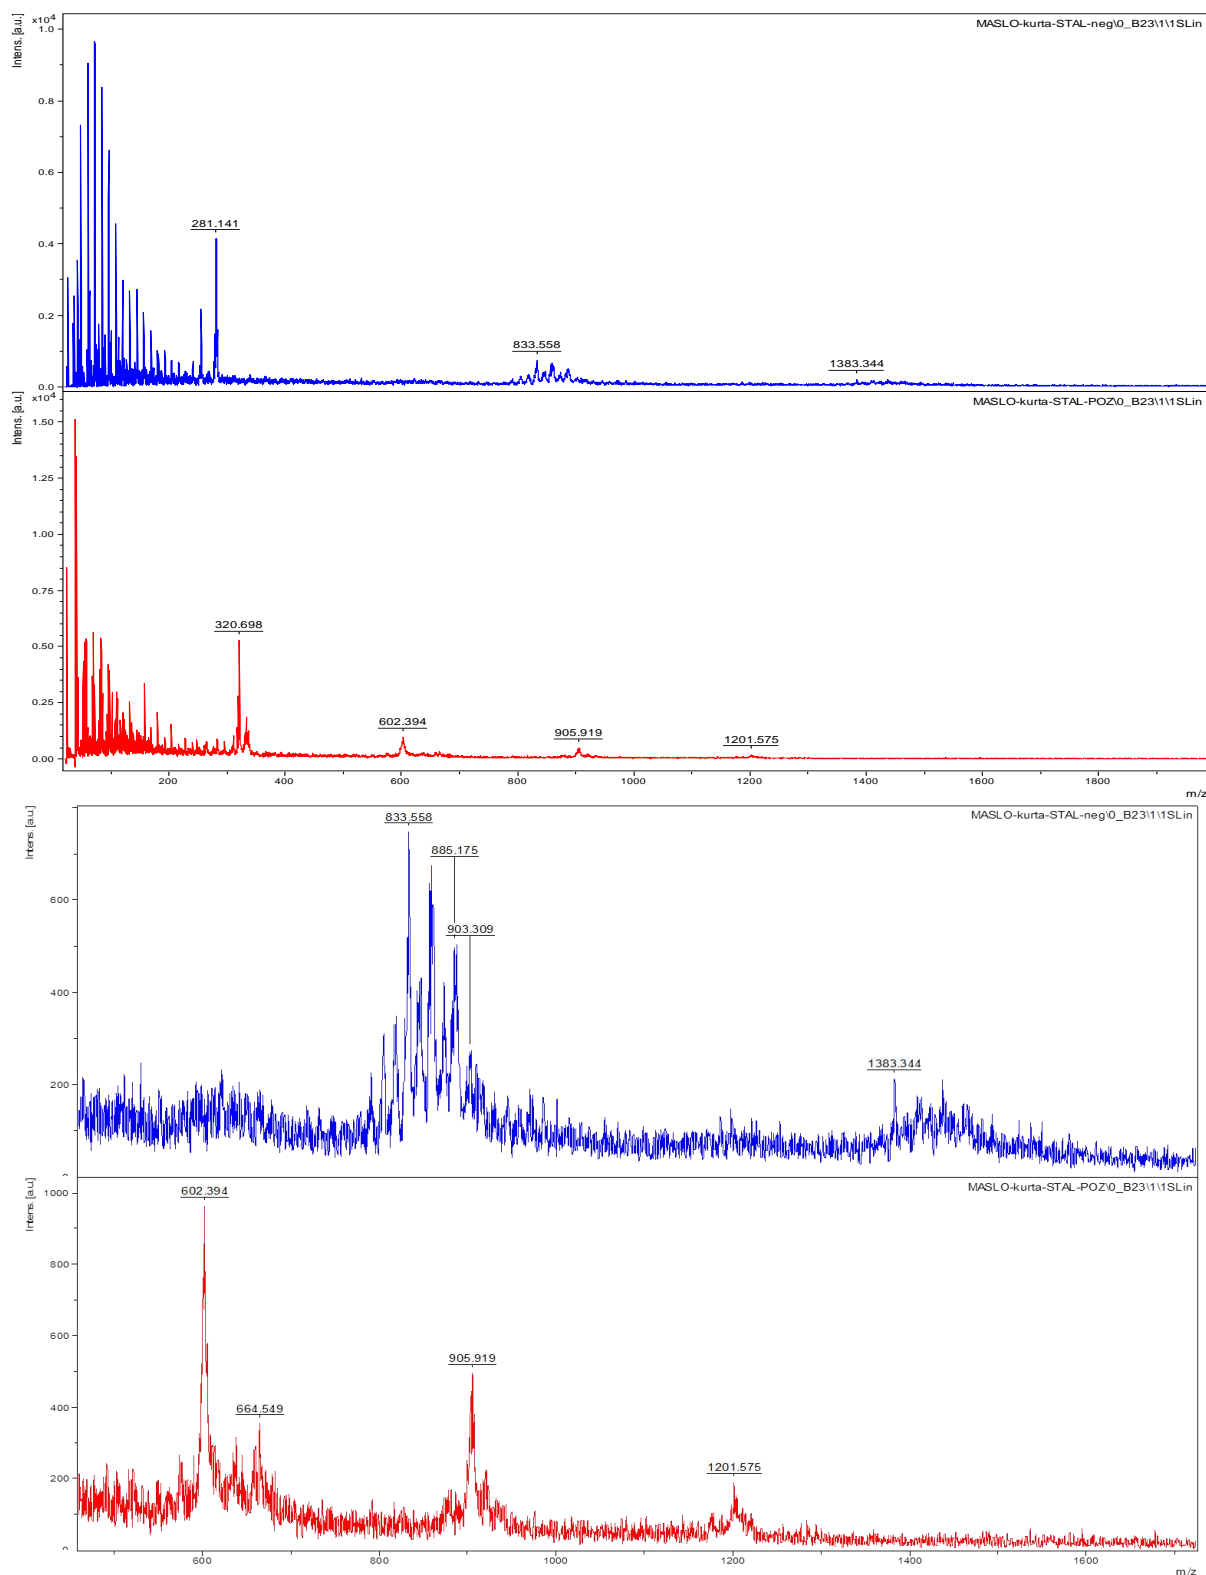 x10⁴
Intens. [a.u.]
MASLO-kurta-STAL-neg\0_B23\1\1SLin
1.0
0.8
0.6
0.4
281.141
0.2
833.558
1383.344
0.0
x10⁴
Intens. [a.u.]
MASLO-kurta-STAL-POZ\0_B23\1\1SLin
1.50
1.25
1.00
0.75
320.698
0.50
0.25
602.394
905.919
1201.575
0.00
200 400 600 800 1000 1200 1400 1600 1800
m/z
Intens. [a.u.]
MASLO-kurta-STAL-neg\0_B23\1\1SLin
833.558
885.175
600
903.309
400
1383.344
200
0
Intens. [a.u.]
MASLO-kurta-STAL-POZ\0_B23\1\1SLin
1000
602.394
800
600
905.919
400
664.549
200
1201.575
0
600 800 1000 1200 1400 1600
m/z